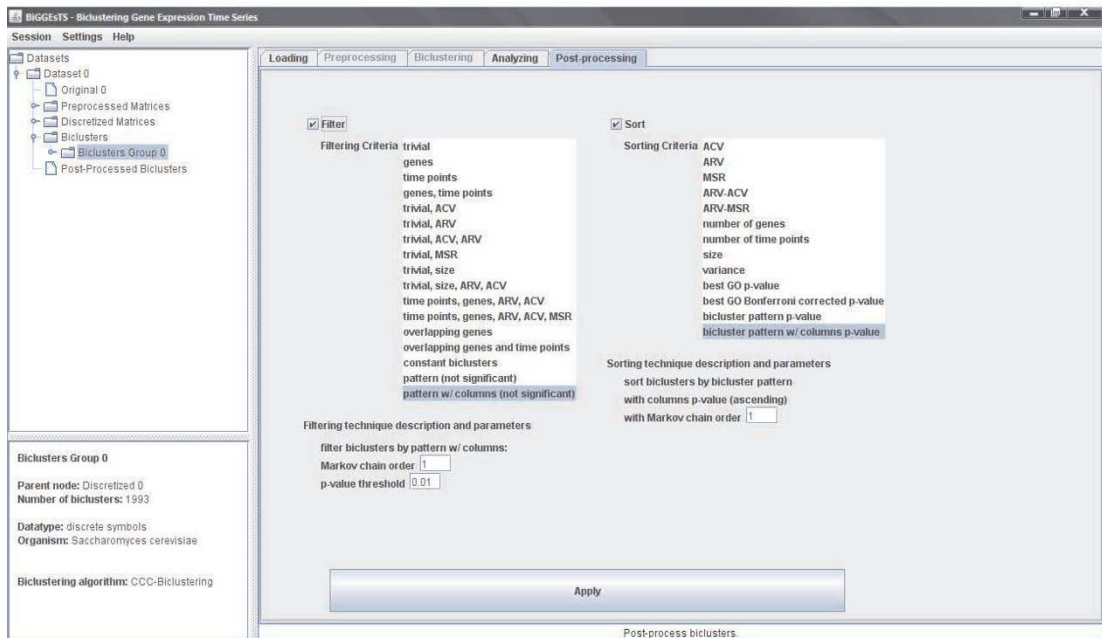 BiGGEsTS - Biclustering Gene Expression Time Series
Session Settings Help
Datasets
Dataset 0
Original 0
Preprocessed Matrices
Discretized Matrices
Biclusters
Biclusters Group 0
Post-Processed Biclusters
Biclusters Group 0
Parent node: Discretized 0
Number of biclusters: 1993
Datatype: discrete symbols
Organism: Saccharomyces cerevisiae
Biclustering algorithm: CCC-Biclustering
Loading Preprocessing Biclustering Analyzing Post-processing
Filter
Filtering Criteria
trivial
genes
time points
genes, time points
trivial, ACV
trivial, ARV
trivial, ACV, ARV
trivial, MSR
trivial, size
trivial, size, ARV, ACV
time points, genes, ARV, ACV
time points, genes, ARV, ACV, MSR
overlapping genes
overlapping genes and time points
constant biclusters
pattern (not significant)
pattern w/ columns (not significant)
Filtering technique description and parameters
filter biclusters by pattern w/ columns:
Markov chain order 1
p-value threshold 0.01
Sort
Sorting Criteria
ACV
ARV
MSR
ARV-ACV
ARV-MSR
number of genes
number of time points
size
variance
best GO p-value
best GO Bonferroni corrected p-value
bicluster pattern p-value
bicluster pattern w/ columns p-value
Sorting technique description and parameters
sort biclusters by bicluster pattern
with columns p-value (ascending)
with Markov chain order 1
Apply
Post-process biclusters.